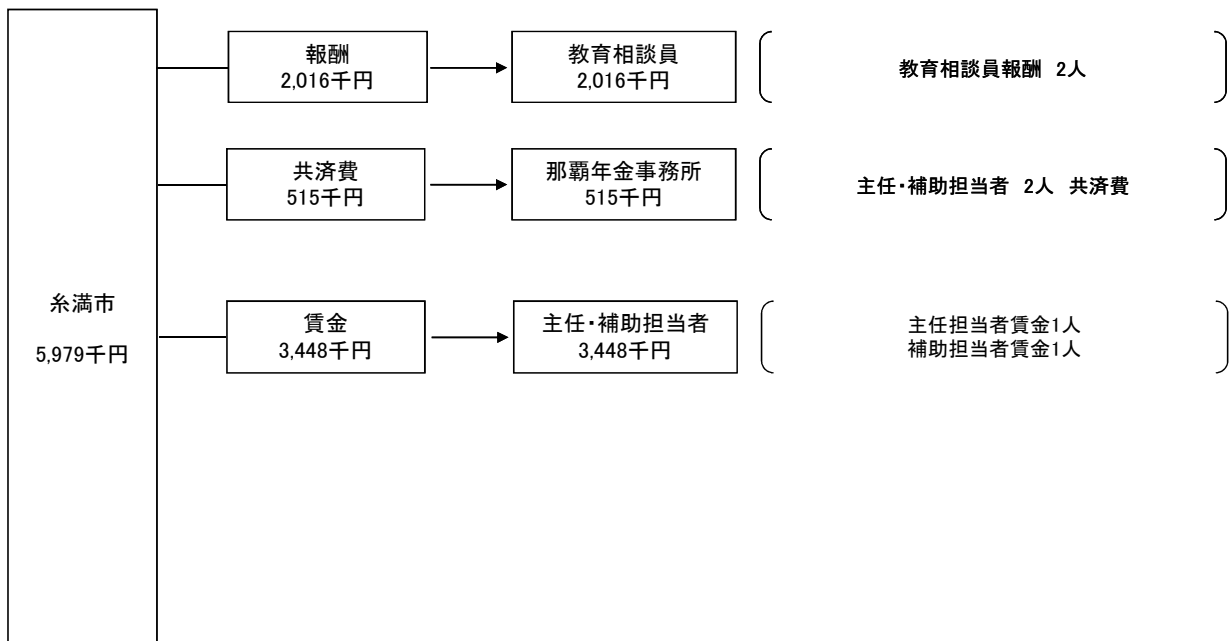 報酬
2,016千円
教育相談員
2,016千円
教育相談員報酬 2人
共済費
515千円
那覇年金事務所
515千円
主任・補助担当者 2人 共済費
糸満市
5,979千円
賃金
3,448千円
主任・補助担当者
3,448千円
主任担当者賃金1人
補助担当者賃金1人